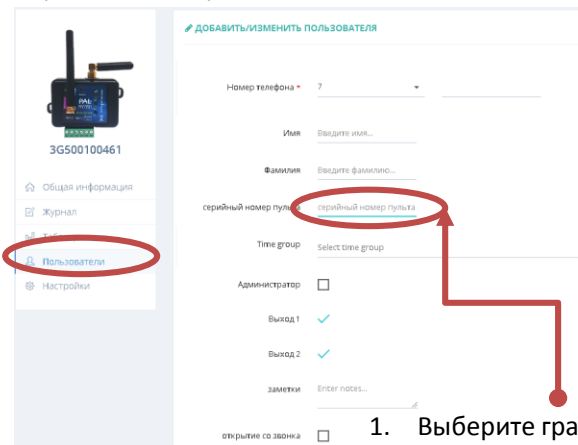 ДОБАВИТЬ/ИЗМЕНИТЬ ПОЛЬЗОВАТЕЛЯ
PAL
3G500100461
Общая информация
Журнал
Пользователи
Настройки
Номер телефона * 7
Имя Введите имя...
Фамилия Введите фамилию...
серийный номер пульта серийный номер пульта
Time group Select time group
Администратор
Выход 1
Выход 2
заметки Enter notes...
открытие со звонка
1. Выберите гра